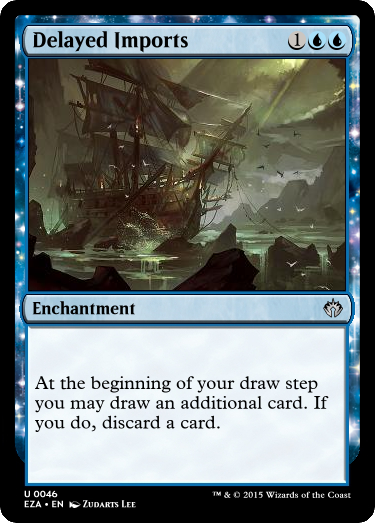 Delayed Imports 1
Enchantment
At the beginning of your draw step
you may draw an additional card. If
you do, discard a card.
U 0046
EZA • EN Zudarts Lee
™ & © 2015 Wizards of the Coast